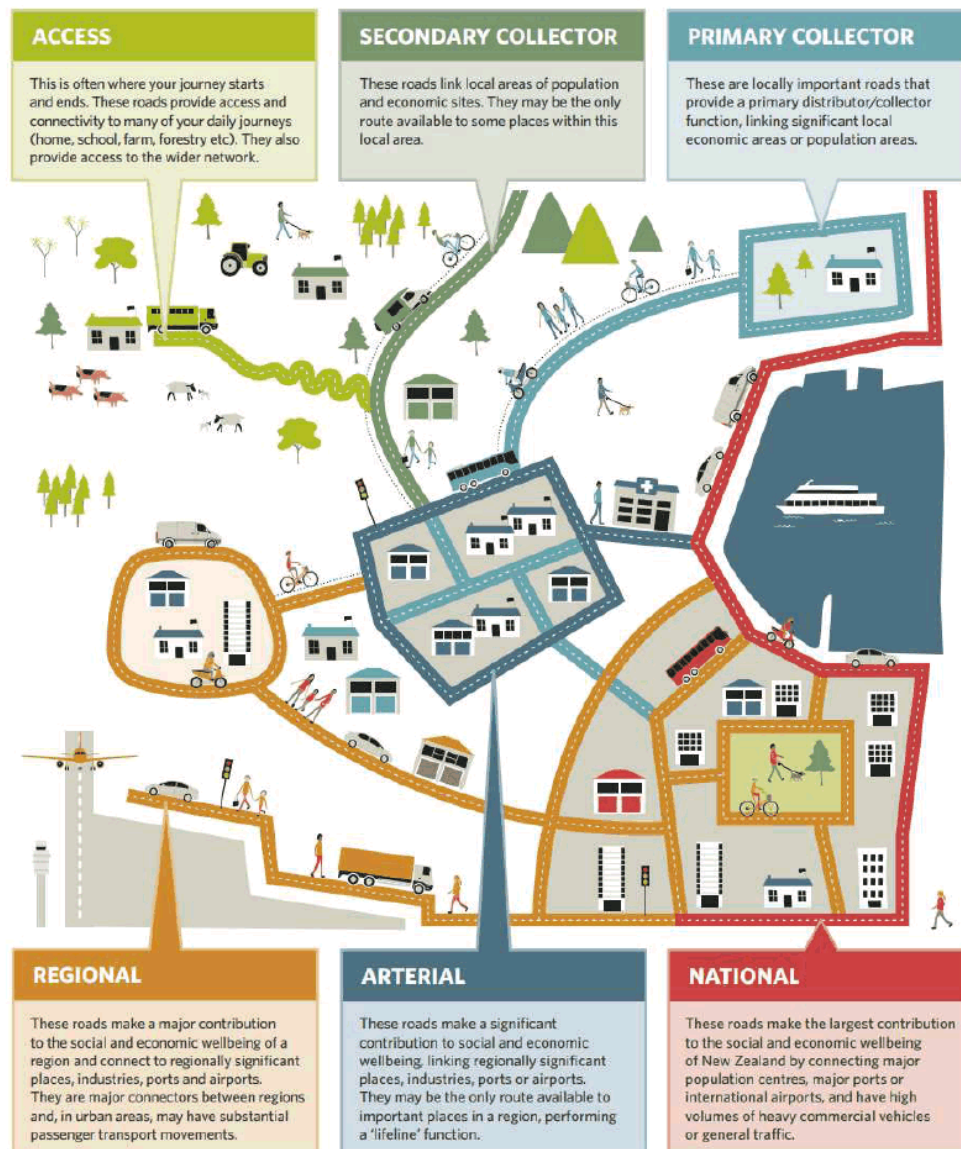 ACCESS
This is often where your journey starts
and ends. These roads provide access and
connectivity to many of your daily journeys
(home, school, farm, forestry etc). They also
provide access to the wider network.
SECONDARY COLLECTOR
These roads link local areas of population
and economic sites. They may be the only
route available to some places within this
local area.
PRIMARY COLLECTOR
These are locally important roads that
provide a primary distributor/collector
function, linking significant local
economic areas or population areas.
REGIONAL
These roads make a major contribution
to the social and economic wellbeing of a
region and connect to regionally significant
places, industries, ports and airports.
They are major connectors between regions
and, in urban areas, may have substantial
passenger transport movements.
ARTERIAL
These roads make a significant
contribution to social and economic
wellbeing, linking regionally significant
places, industries, ports or airports.
They may be the only route available to
important places in a region, performing
a 'lifeline' function.
NATIONAL
These roads make the largest contribution
to the social and economic wellbeing
of New Zealand by connecting major
population centres, major ports or
international airports, and have high
volumes of heavy commercial vehicles
or general traffic.